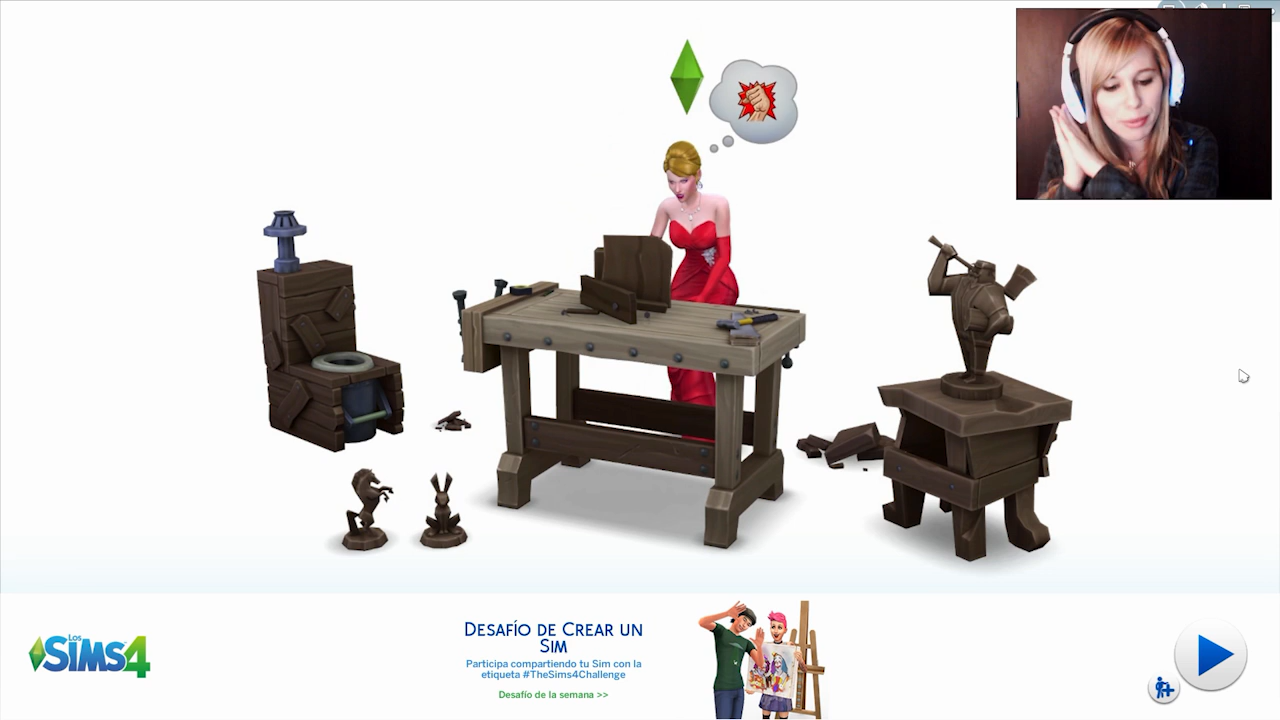 Los
SiMS4
DESAFÍO DE CREAR UN
SIM
Participa compartiendo tu Sim con la
etiqueta #TheSims4Challenge
Desafío de la semana >>